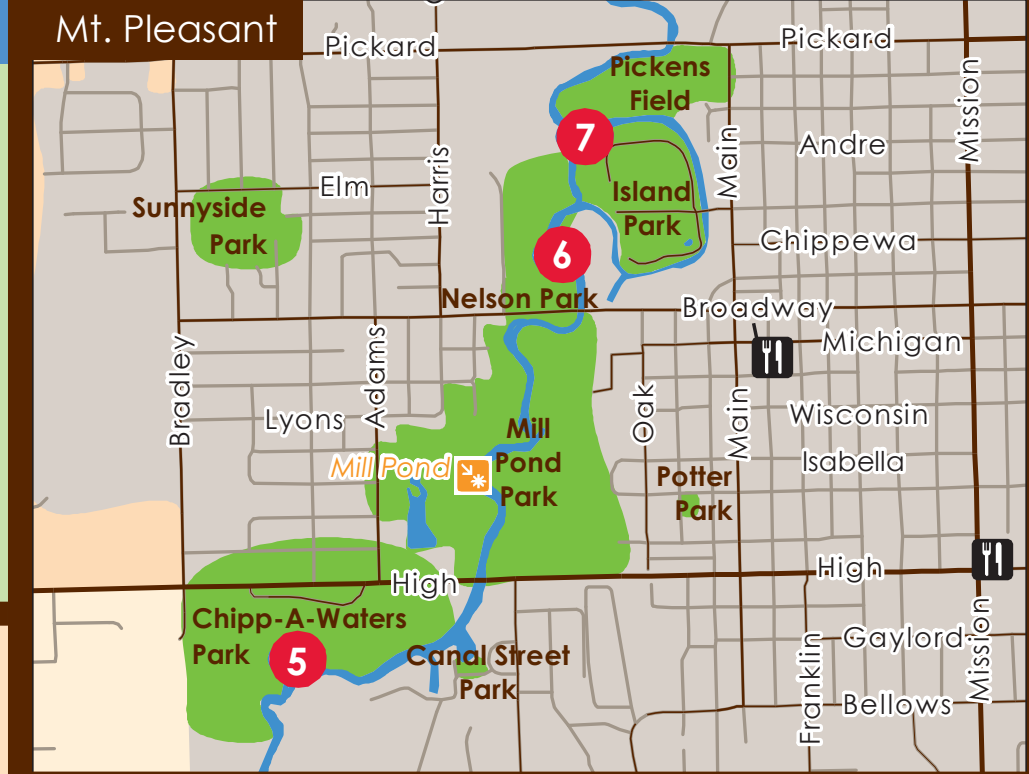 Mt. Pleasant
Pickard
Pickard
Pickens
Field
Mission
7
Andre
Main
Harris
Elm
Island
Park
Sunnyside
Park
Chippewa
6
Nelson Park
Broadway
Michigan
Bradley
Adams
Lyons
Oak
Main
Wisconsin
Mill
Pond
Park
Isabella
Mill Pond
Potter
Park
High
High
Chipp-A-Waters
Park
5
Canal Street
Park
Franklin
Gaylord
Mission
Bellows